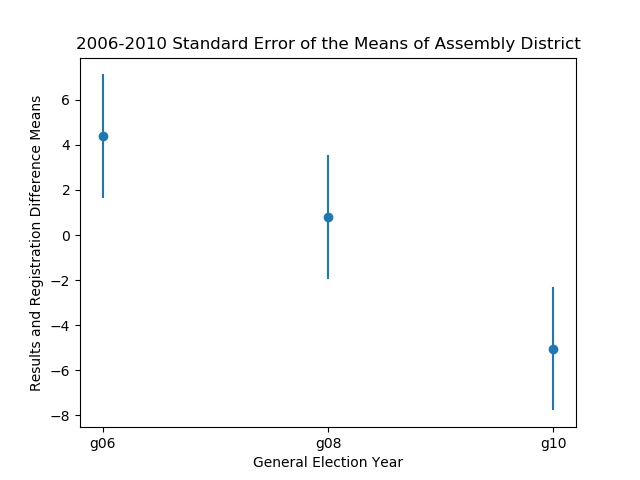 2006-2010 Standard Error of the Means of Assembly District
Results and Registration Difference Means
6
4
2
0
−2
−4
−6
−8
g06
g08
g10
General Election Year